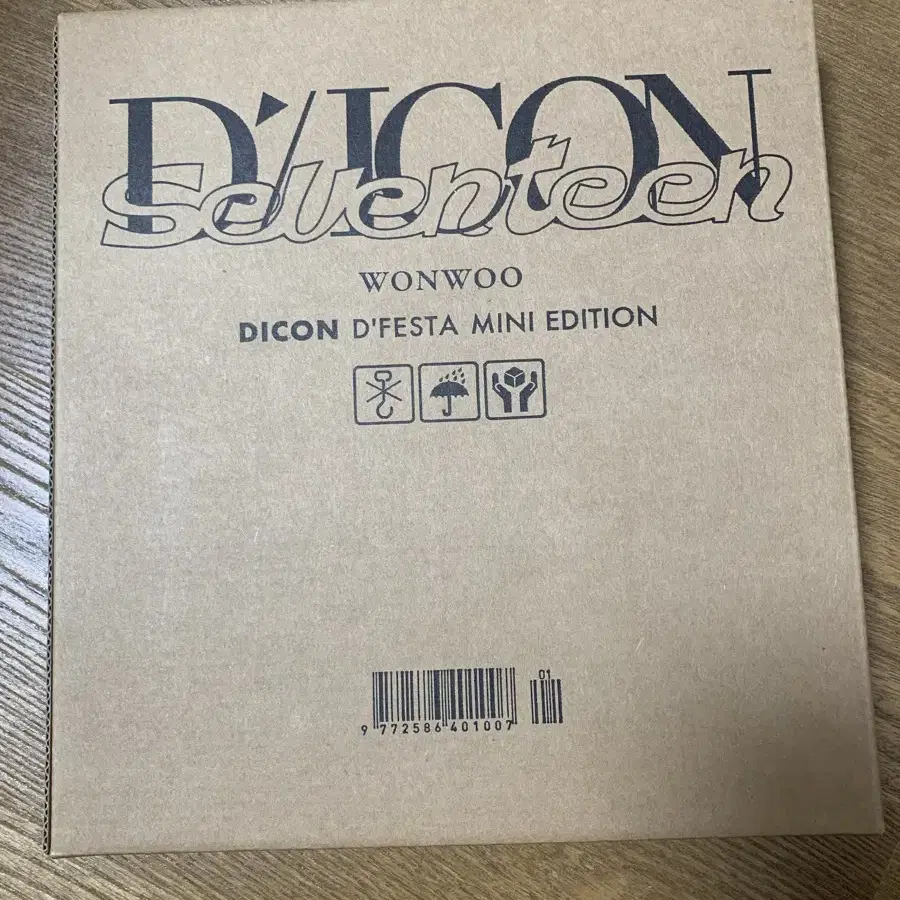 D'/ICON
Seventeen
WONWOO
DICON D'FESTA MINI EDITION
01
9 772586 401007